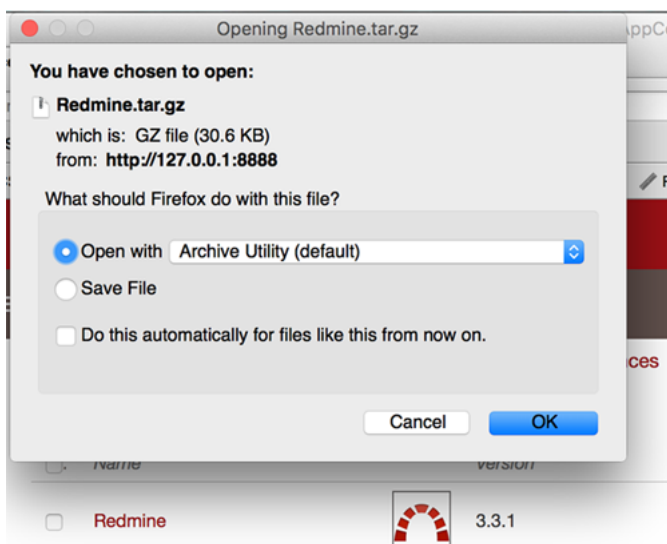 Opening Redmine.tar.gz
You have chosen to open:
Redmine.tar.gz
which is: GZ file (30.6 KB)
from: http://127.0.0.1:8888
What should Firefox do with this file?
Open with Archive Utility (default)
Save File
Do this automatically for files like this from now on.
Cancel OK
Name
Redmine 3.3.1